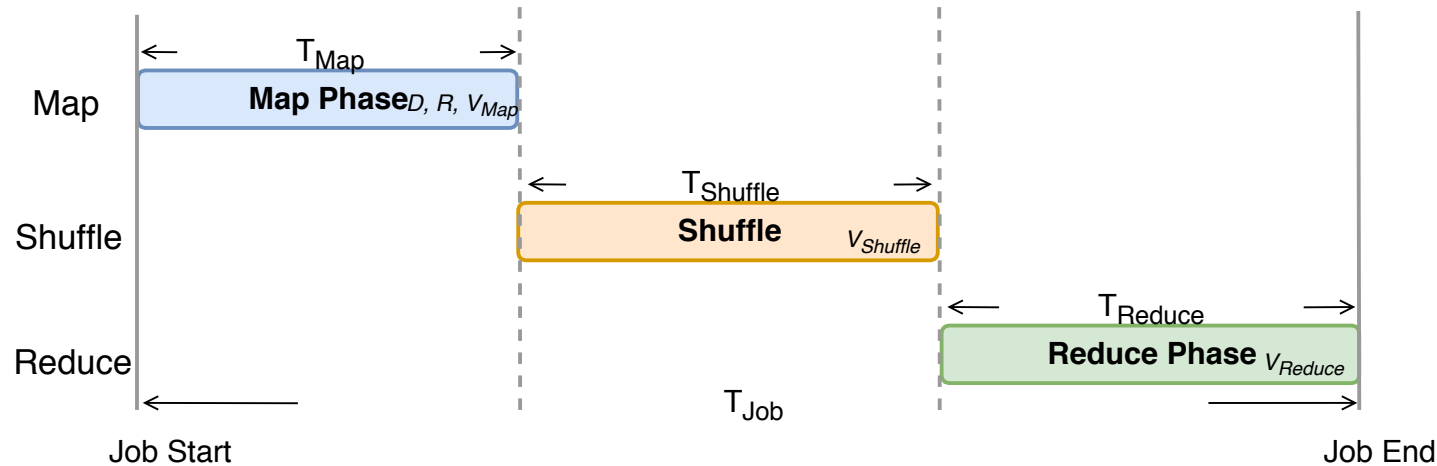 T_Map
Map Map Phase D, R, V_Map
T_Shuffle
Shuffle Shuffle V_Shuffle
T_Reduce
Reduce Reduce Phase V_Reduce
T_Job
Job Start Job End